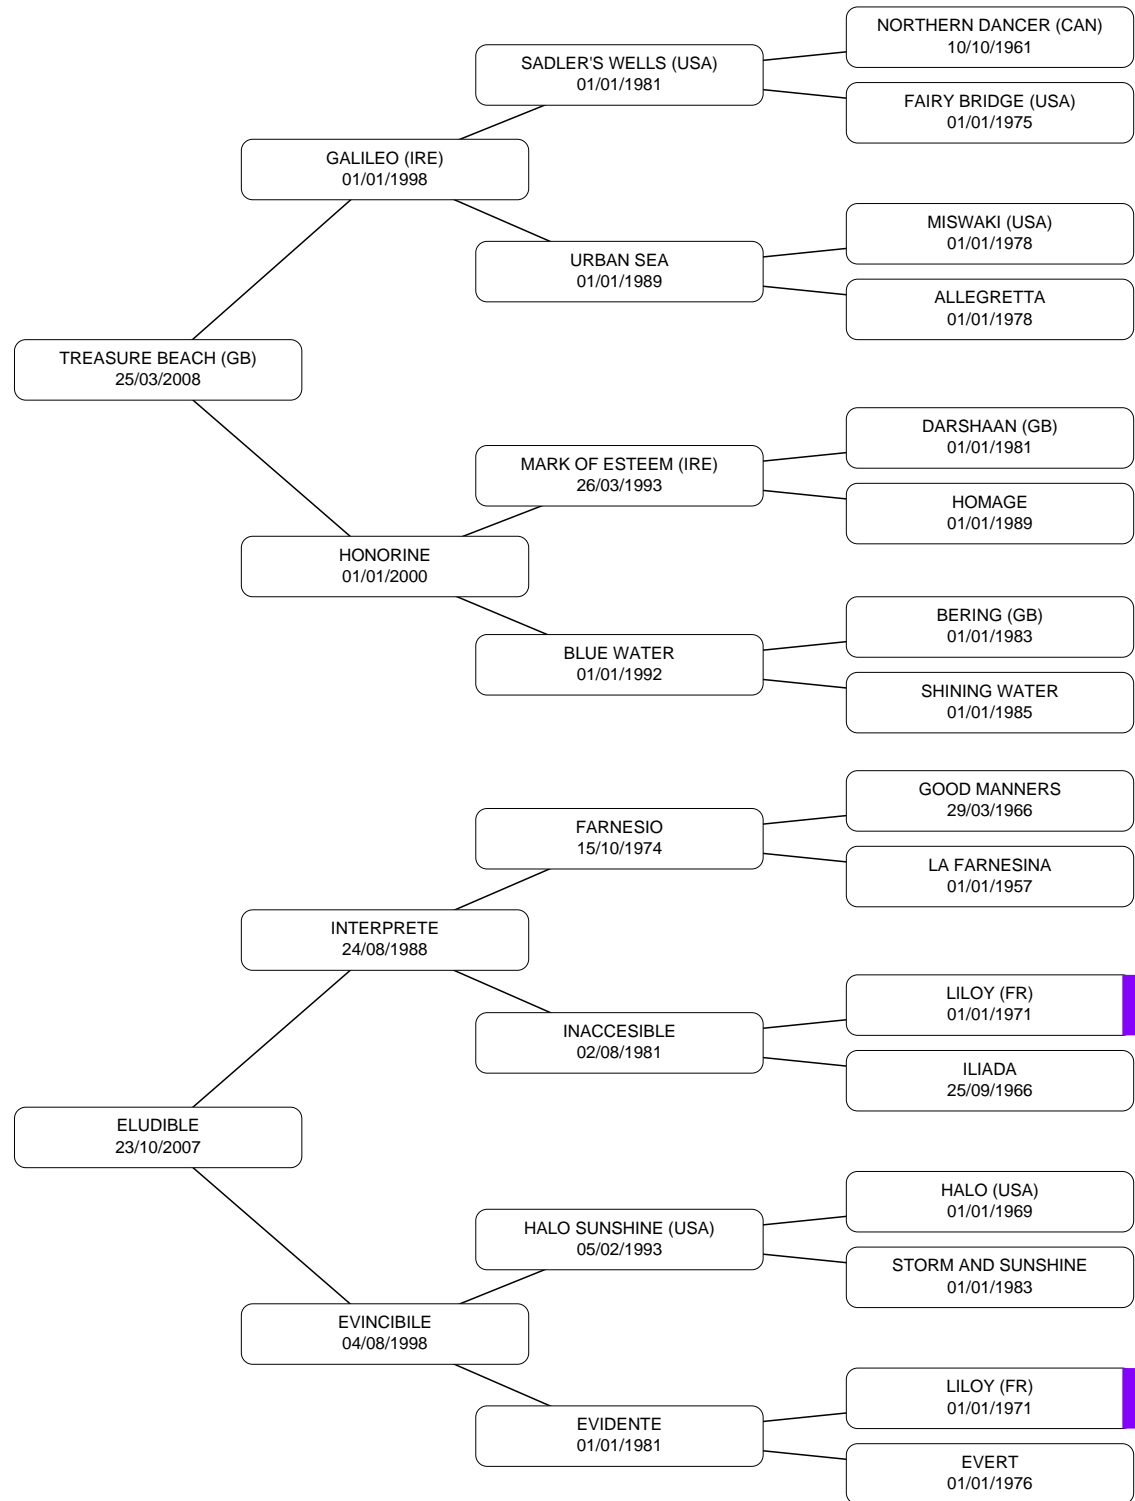 NORTHERN DANCER (CAN)
10/10/1961
SADLER'S WELLS (USA)
01/01/1981
FAIRY BRIDGE (USA)
01/01/1975
GALILEO (IRE)
01/01/1998
MISWAKI (USA)
01/01/1978
URBAN SEA
01/01/1989
ALLEGRETTA
01/01/1978
TREASURE BEACH (GB)
25/03/2008
DARSHAAN (GB)
01/01/1981
MARK OF ESTEEM (IRE)
26/03/1993
HOMAGE
01/01/1989
HONORINE
01/01/2000
BERING (GB)
01/01/1983
BLUE WATER
01/01/1992
SHINING WATER
01/01/1985
GOOD MANNERS
29/03/1966
FARNESIO
15/10/1974
LA FARNESINA
01/01/1957
INTERPRETE
24/08/1988
LILOY (FR)
01/01/1971
INACCESIBLE
02/08/1981
ILIADA
25/09/1966
ELUDIBLE
23/10/2007
HALO (USA)
01/01/1969
HALO SUNSHINE (USA)
05/02/1993
STORM AND SUNSHINE
01/01/1983
EVINCIBILE
04/08/1998
LILOY (FR)
01/01/1971
EVIDENTE
01/01/1981
EVERT
01/01/1976